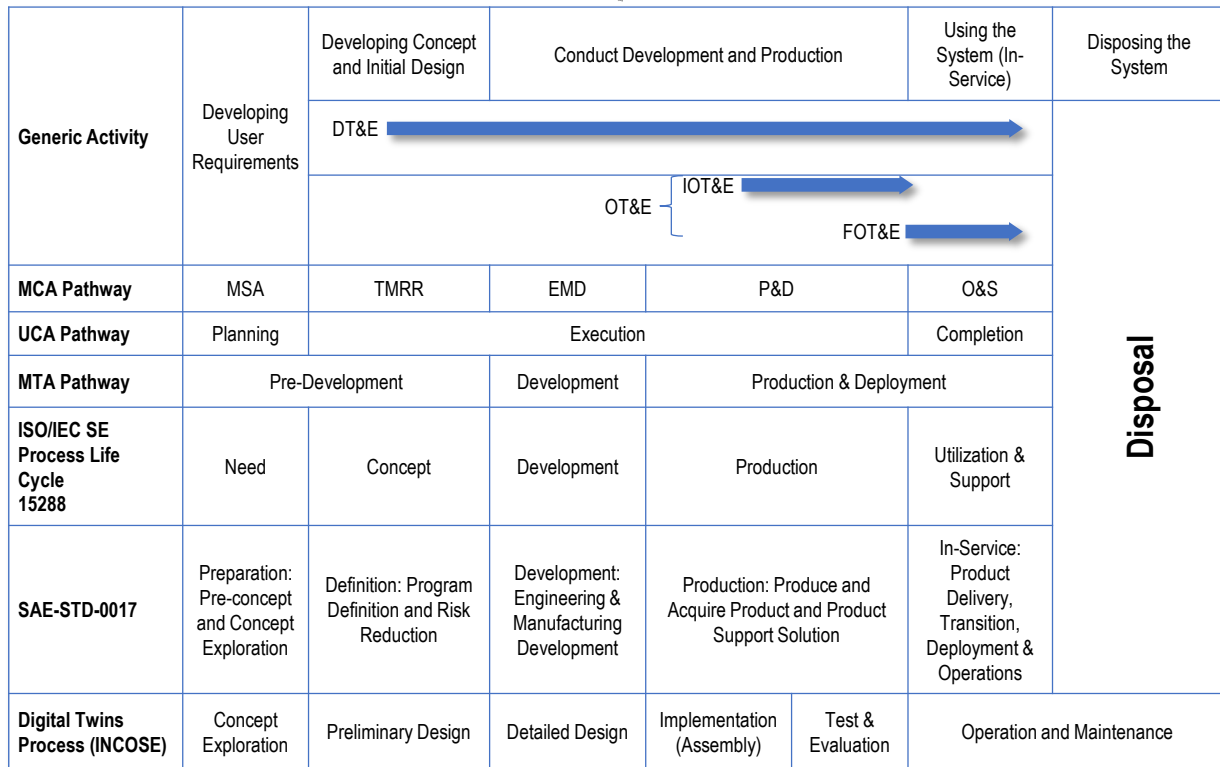 Generic Activity
Developing
User
Requirements
Developing Concept
and Initial Design
Conduct Development and Production
Using the
System (In-
Service)
Disposing the
System
DT&E
OT&E
IOT&E
FOT&E
MCA Pathway
MSA
TMRR
EMD
P&D
O&S
UCA Pathway
Planning
Execution
Completion
MTA Pathway
Pre-Development
Development
Production & Deployment
ISO/IEC SE
Process Life
Cycle
15288
Need
Concept
Development
Production
Utilization &
Support
SAE-STD-0017
Preparation:
Pre-concept
and Concept
Exploration
Definition: Program
Definition and Risk
Reduction
Development:
Engineering &
Manufacturing
Development
Production: Produce and
Acquire Product and Product
Support Solution
In-Service:
Product
Delivery,
Transition,
Deployment &
Operations
Disposal
Digital Twins
Process (INCOSE)
Concept
Exploration
Preliminary Design
Detailed Design
Implementation
(Assembly)
Test &
Evaluation
Operation and Maintenance